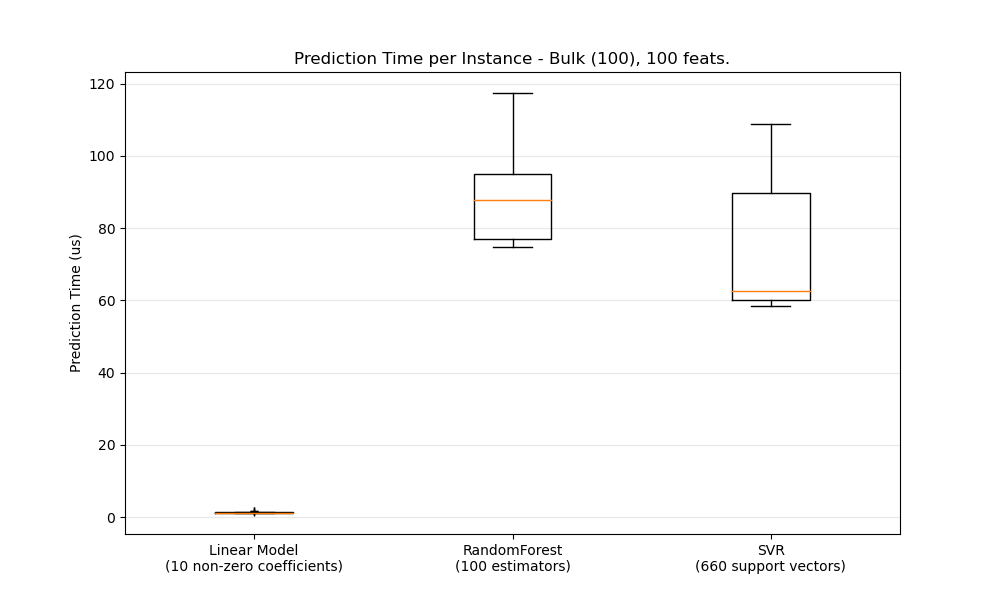 Prediction Time per Instance - Bulk (100), 100 feats.
120
100
80
60
40
20
0
Prediction Time (us)
Linear Model
(10 non-zero coefficients)
RandomForest
(100 estimators)
SVR
(660 support vectors)